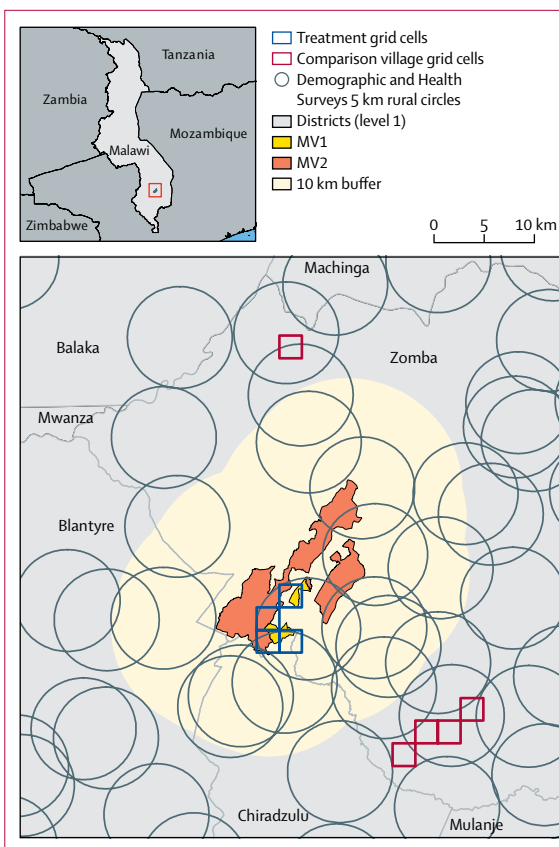 Tanzania
Zambia
Mozambique
Malawi
Zimbabwe
Treatment grid cells
Comparison village grid cells
Demographic and Health
Surveys 5 km rural circles
Districts (level 1)
MV1
MV2
10 km buffer
0 5 10 km
Machinga
Balaka
Zomba
Mwanza
Blantyre
Chiradzulu
Mulanje